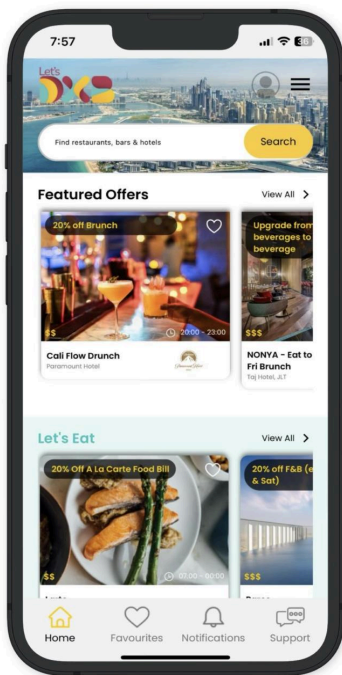 7:57
36
Let's
DXB
Find restaurants, bars & hotels
Search
Featured Offers
View All
20% off Brunch
$$
20:00 - 23:00
Cali Flow Drunch
Paramount Hotel
Upgrade from
beverages to
beverage
$$$
NONYA - Eat to
Fri Brunch
Taj Hotel, JLT
Let's Eat
View All
20% Off A La Carte Food Bill
$$
20% off F&B (e
& Sat)
$$$
Home
Favourites
Notifications
Support